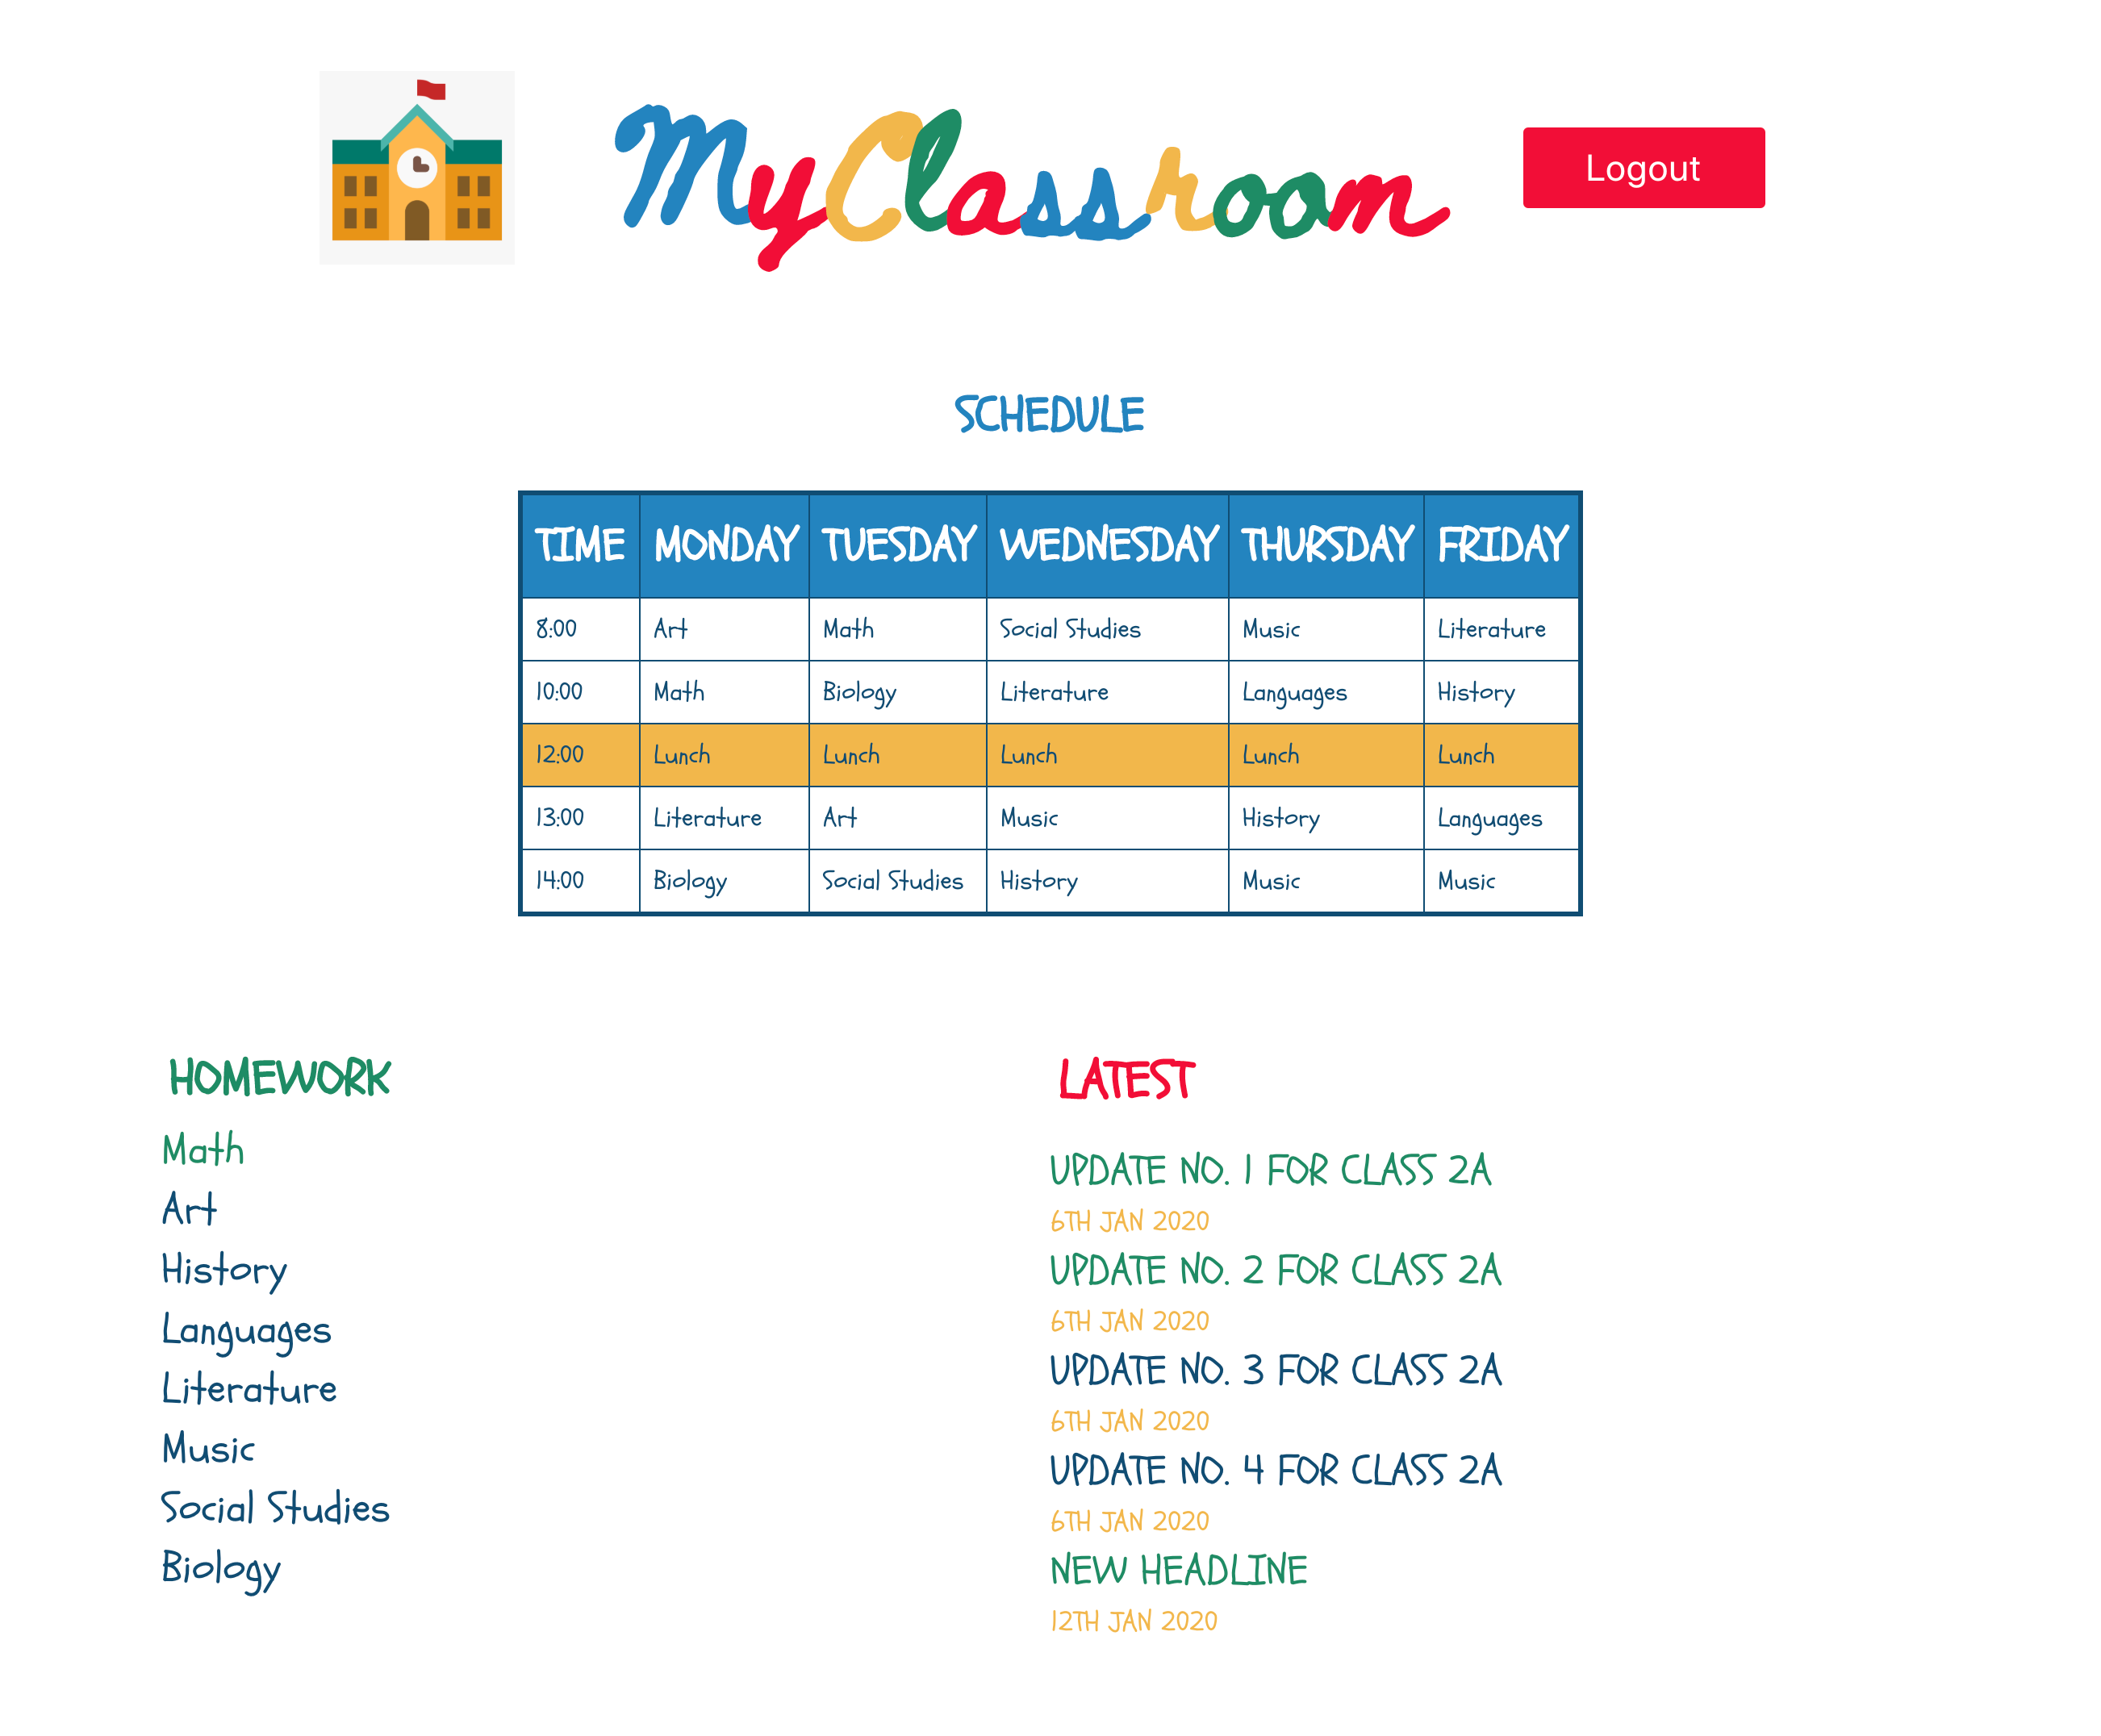 MyClassroom
Logout
SCHEDULE
TIME MONDAY TUESDAY WEDNESDAY THURSDAY FRIDAY
8:00 Art Math Social Studies Music Literature
10:00 Math Biology Literature Languages History
12:00 Lunch Lunch Lunch Lunch Lunch
13:00 Literature Art Music History Languages
14:00 Biology Social Studies History Music Music
HOMEWORK
Math
Art
History
Languages
Literature
Music
Social Studies
Biology
LATEST
UPDATE NO. 1 FOR CLASS 2A
6TH JAN 2020
UPDATE NO. 2 FOR CLASS 2A
6TH JAN 2020
UPDATE NO. 3 FOR CLASS 2A
6TH JAN 2020
UPDATE NO. 4 FOR CLASS 2A
6TH JAN 2020
NEW HEADLINE
12TH JAN 2020